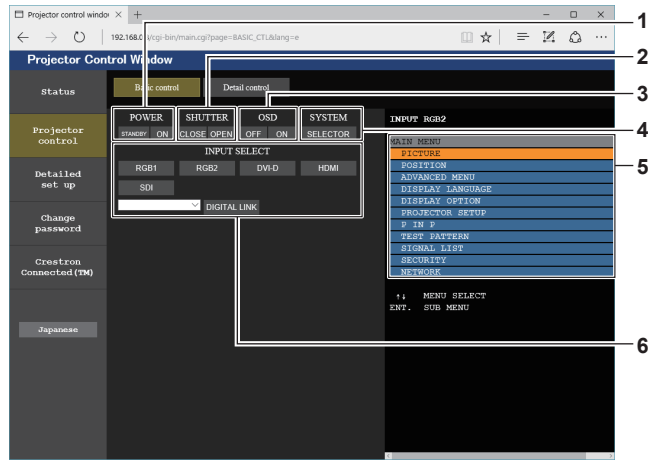 Projector control windov
192.168.0.8/cgi-bin/main.cgi?page=BASIC_CTL&lang=e
Projector Control Window
Status
Projector control
Detailed set up
Change password
Crestron Connected(TM)
Japanese
Basic control
Detail control
POWER
SHUTTER
OSD
SYSTEM
STANDBY ON
CLOSE OPEN
OFF ON
SELECTOR
INPUT SELECT
RGB1 RGB2 DVI-D HDMI
SDI
DIGITAL LINK
INPUT RGB2
MAIN MENU
PICTURE
POSITION
ADVANCED MENU
DISPLAY LANGUAGE
DISPLAY OPTION
PROJECTOR SETUP
P IN P
TEST PATTERN
SIGNAL LIST
SECURITY
NETWORK
↑↓ MENU SELECT
ENT. SUB MENU
1
2
3
4
5
6